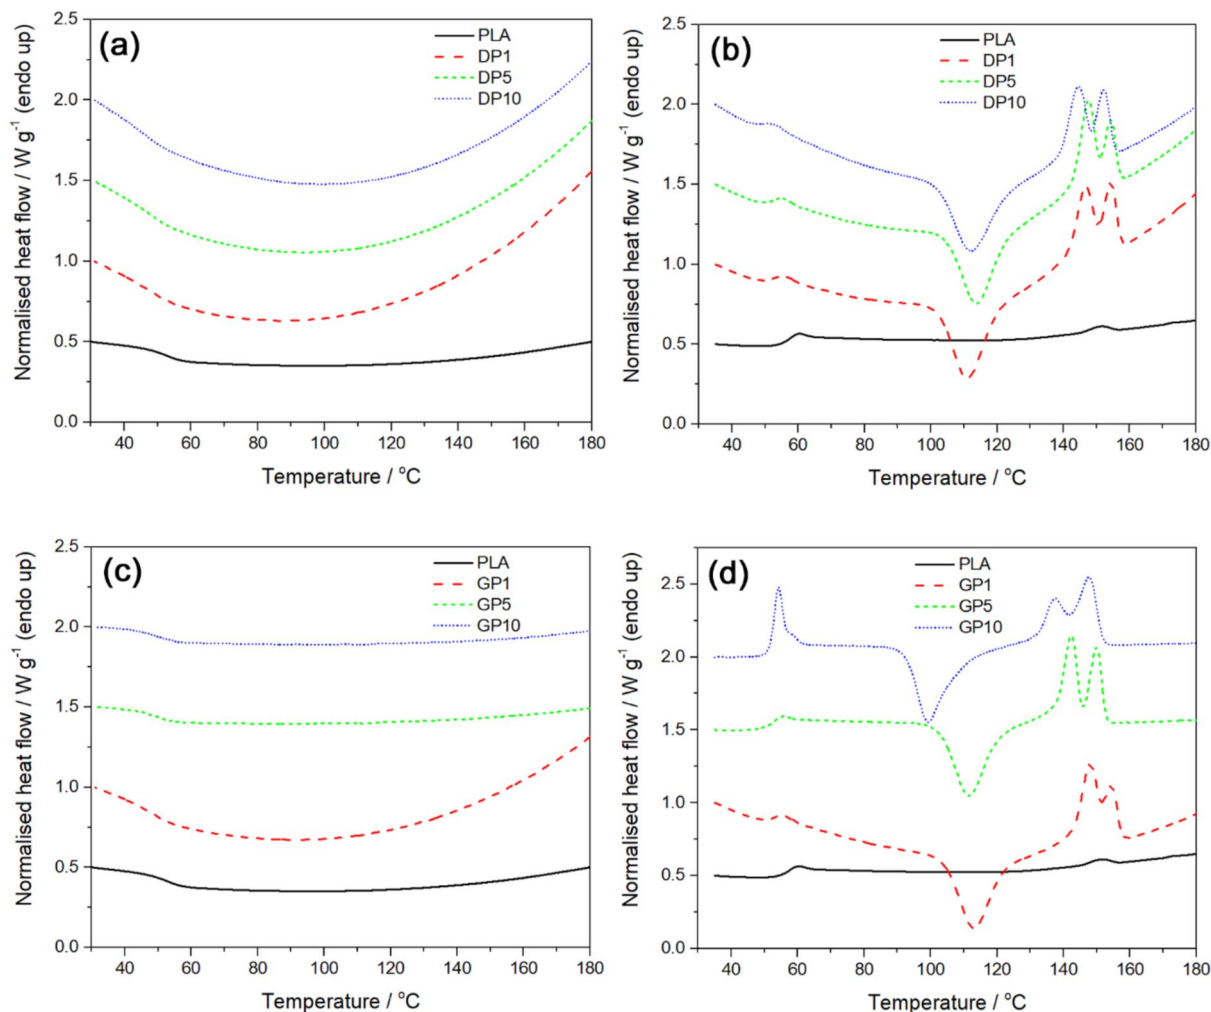 (a)
PLA
DP1
DP5
DP10
Normalised heat flow / W g⁻¹ (endo up)
2.5
2.0
1.5
1.0
0.5
0.0
40 60 80 100 120 140 160 180
Temperature / °C
(b)
PLA
DP1
DP5
DP10
Normalised heat flow / W g⁻¹ (endo up)
2.5
2.0
1.5
1.0
0.5
0.0
40 60 80 100 120 140 160 180
Temperature / °C
(c)
PLA
GP1
GP5
GP10
Normalised heat flow / W g⁻¹ (endo up)
2.5
2.0
1.5
1.0
0.5
0.0
40 60 80 100 120 140 160 180
Temperature / °C
(d)
PLA
GP1
GP5
GP10
Normalised heat flow / W g⁻¹ (endo up)
2.5
2.0
1.5
1.0
0.5
0.0
40 60 80 100 120 140 160 180
Temperature / °C